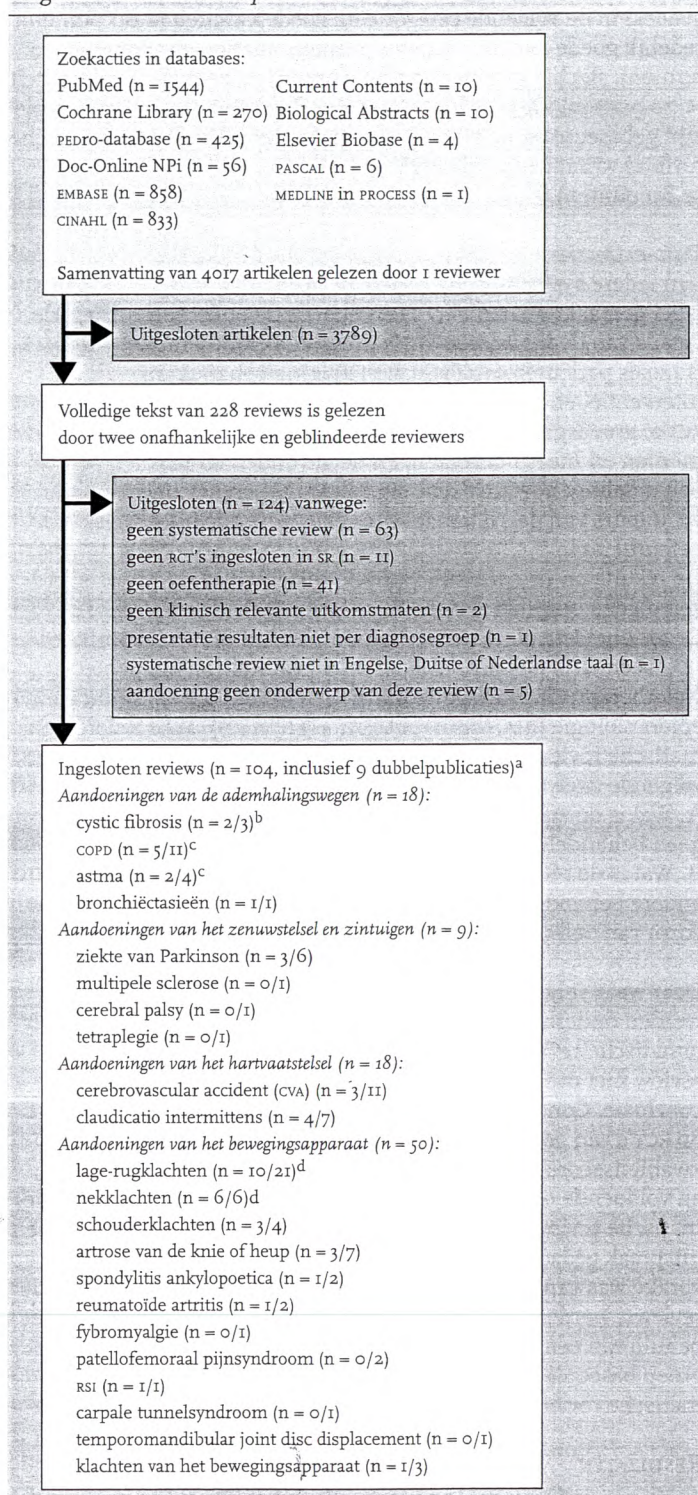 Zoekacties in databases:
PubMed (n = 1544) Current Contents (n = 10)
Cochrane Library (n = 270) Biological Abstracts (n = 10)
PEDro-database (n = 425) Elsevier Biobase (n = 4)
Doc-Online NPi (n = 56) PASCAL (n = 6)
EMBASE (n = 858) MEDLINE in PROCESS (n = 1)
CINAHL (n = 833)
Samenvatting van 4017 artikelen gelezen door 1 reviewer
Uitgesloten artikelen (n = 3789)
Volledige tekst van 228 reviews is gelezen
door twee onafhankelijke en geblindeerde reviewers
Uitgesloten (n = 124) vanwege:
geen systematische review (n = 63)
geen RCT's ingesloten in SR (n = 11)
geen oefentherapie (n = 41)
geen klinisch relevante uitkomstmaten (n = 2)
presentatie resultaten niet per diagnosegroep (n = 1)
systematische review niet in Engelse, Duitse of Nederlandse taal (n = 1)
aandoening geen onderwerp van deze review (n = 5)
Ingesloten reviews (n = 104, inclusief 9 dubbelpublicaties)a
Aandoeningen van de ademhalingswegen (n = 18):
cystic fibrosis (n = 2/3)b
COPD (n = 5/11)c
astma (n = 2/4)c
bronchiëctasieën (n = 1/1)
Aandoeningen van het zenuwstelsel en zintuigen (n = 9):
ziekte van Parkinson (n = 3/6)
multipele sclerose (n = 0/1)
cerebral palsy (n = 0/1)
tetraplegie (n = 0/1)
Aandoeningen van het hartvaatstelsel (n = 18):
cerebrovascular accident (CVA) (n = 3/11)
claudicatio intermittens (n = 4/7)
Aandoeningen van het bewegingsapparaat (n = 50):
lage-rugklachten (n = 10/21)d
nekklachten (n = 6/6)d
schouderklachten (n = 3/4)
artrose van de knie of heup (n = 3/7)
spondylitis ankylopoetica (n = 1/2)
reumatoïde artritis (n = 1/2)
fybromyalgie (n = 0/1)
patellofemoraal pijnsyndroom (n = 0/2)
RSI (n = 1/1)
carpale tunnelsyndroom (n = 0/1)
temporomandibular joint disc displacement (n = 0/1)
klachten van het bewegingsapparaat (n = 1/3)